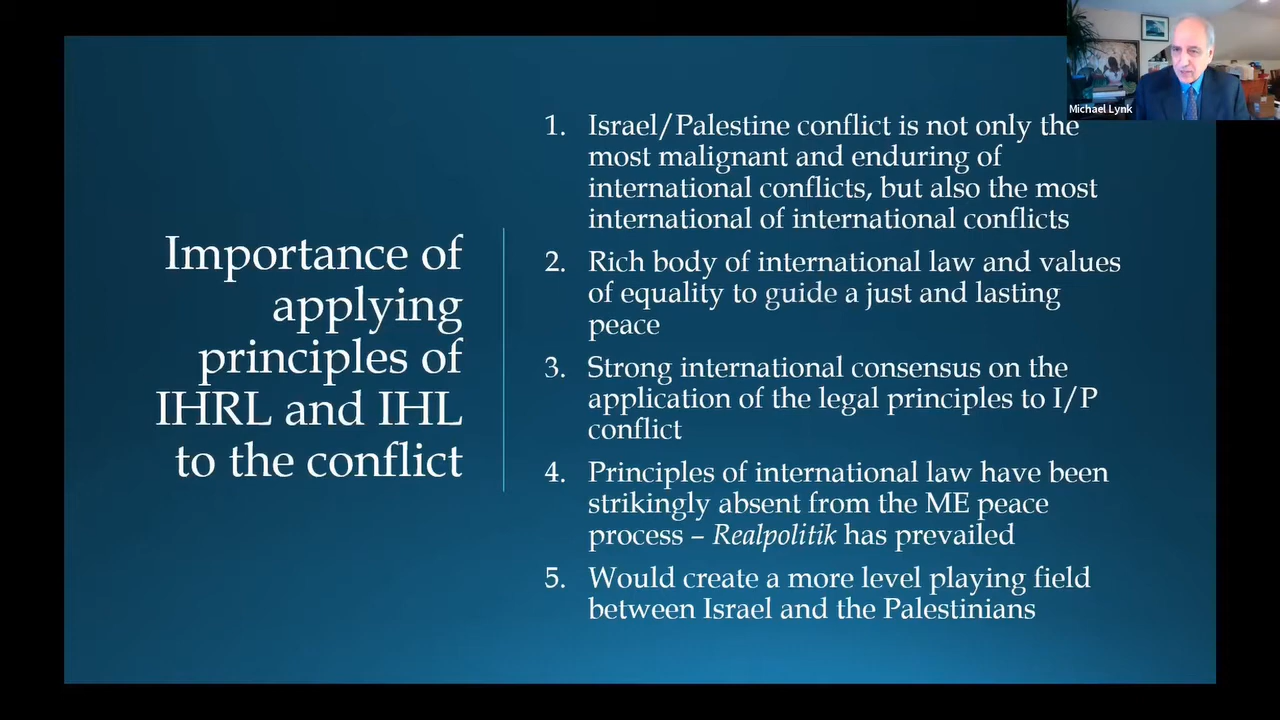 Michael Lynk
Importance of
applying
principles of
IHRL and IHL
to the conflict
1. Israel/Palestine conflict is not only the
most malignant and enduring of
international conflicts, but also the most
international of international conflicts
2. Rich body of international law and values
of equality to guide a just and lasting
peace
3. Strong international consensus on the
application of the legal principles to I/P
conflict
4. Principles of international law have been
strikingly absent from the ME peace
process – Realpolitik has prevailed
5. Would create a more level playing field
between Israel and the Palestinians